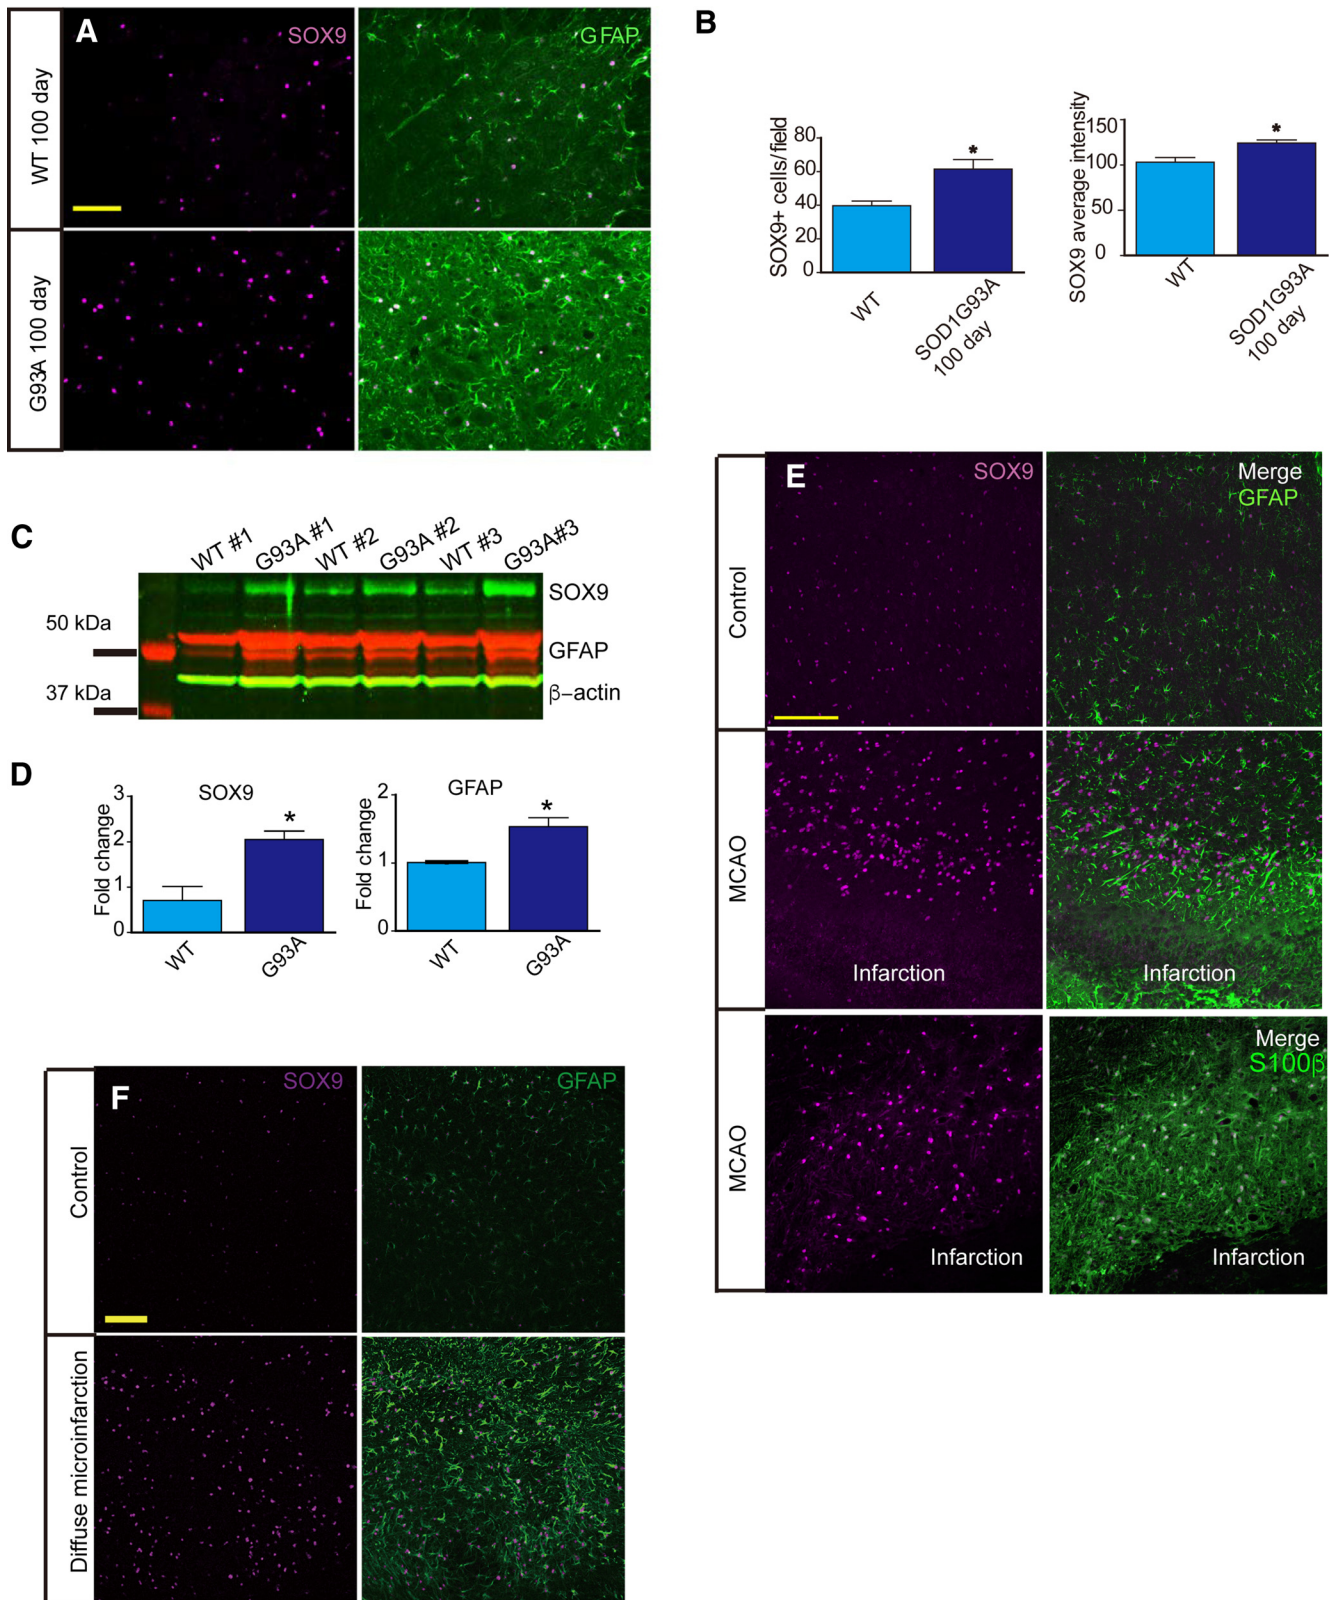 A
SOX9
GFAP
WT 100 day
G93A 100 day
B
SOX9+ cells/field
80
60
40
20
0
WT
SOD1G93A
100 day
*
SOX9 average intensity
150
100
50
0
WT
SOD1G93A
100 day
*
C
WT #1
G93A #1
WT #2
G93A #2
WT #3
G93A#3
50 kDa
37 kDa
SOX9
GFAP
β–actin
D
SOX9
Fold change
3
2
1
0
*
WT
G93A
GFAP
Fold change
2
1
0
*
WT
G93A
E
SOX9
Merge
GFAP
Control
MCAO
Infarction
Infarction
MCAO
Merge
S100β
Infarction
Infarction
F
SOX9
GFAP
Control
Diffuse microinfarction